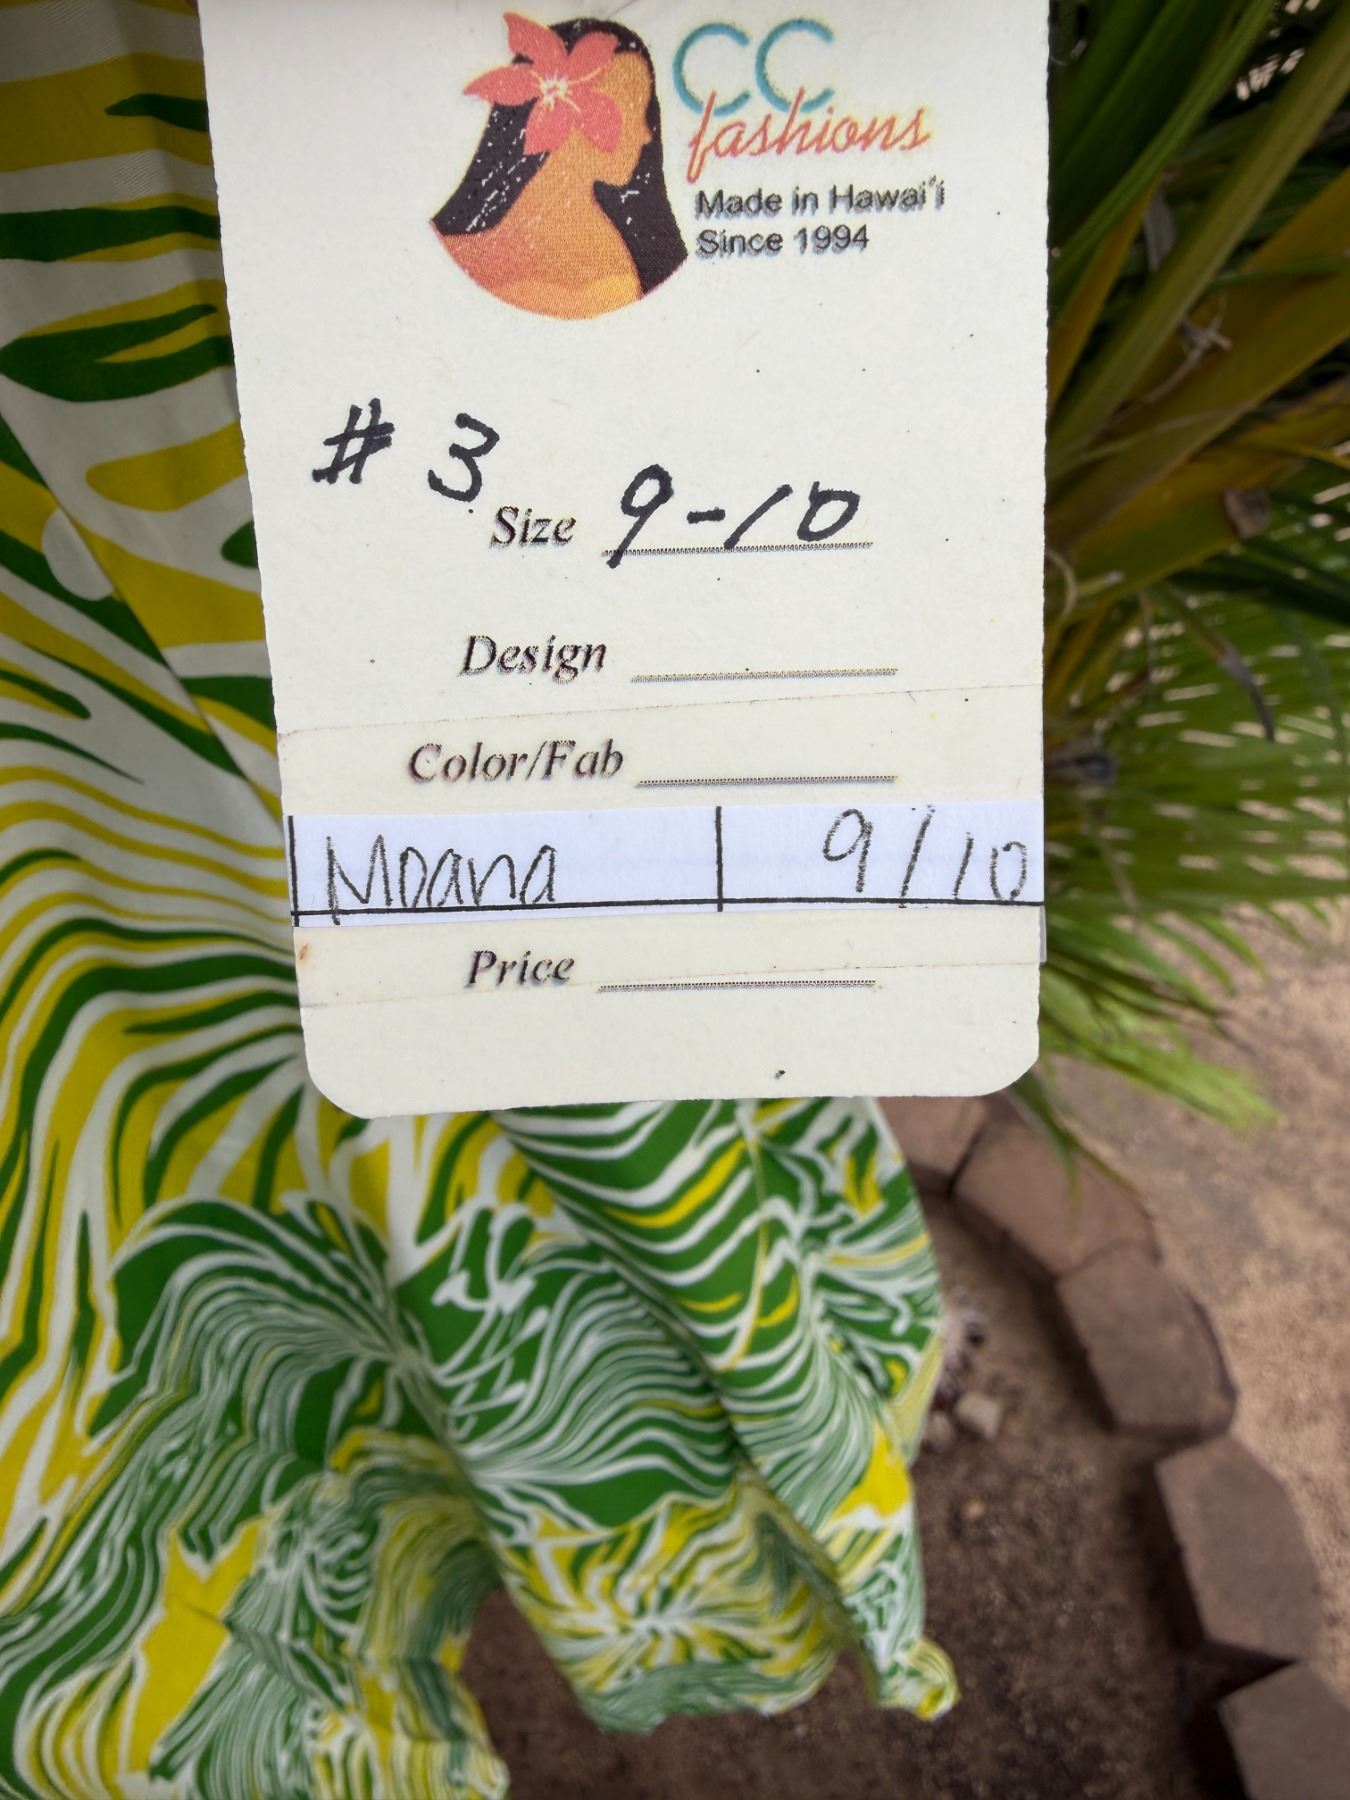 CC
fashions
Made in Hawai'i
Since 1994
# 3
Size 9-10
Design
Color/Fab
Moana 9/10
Price